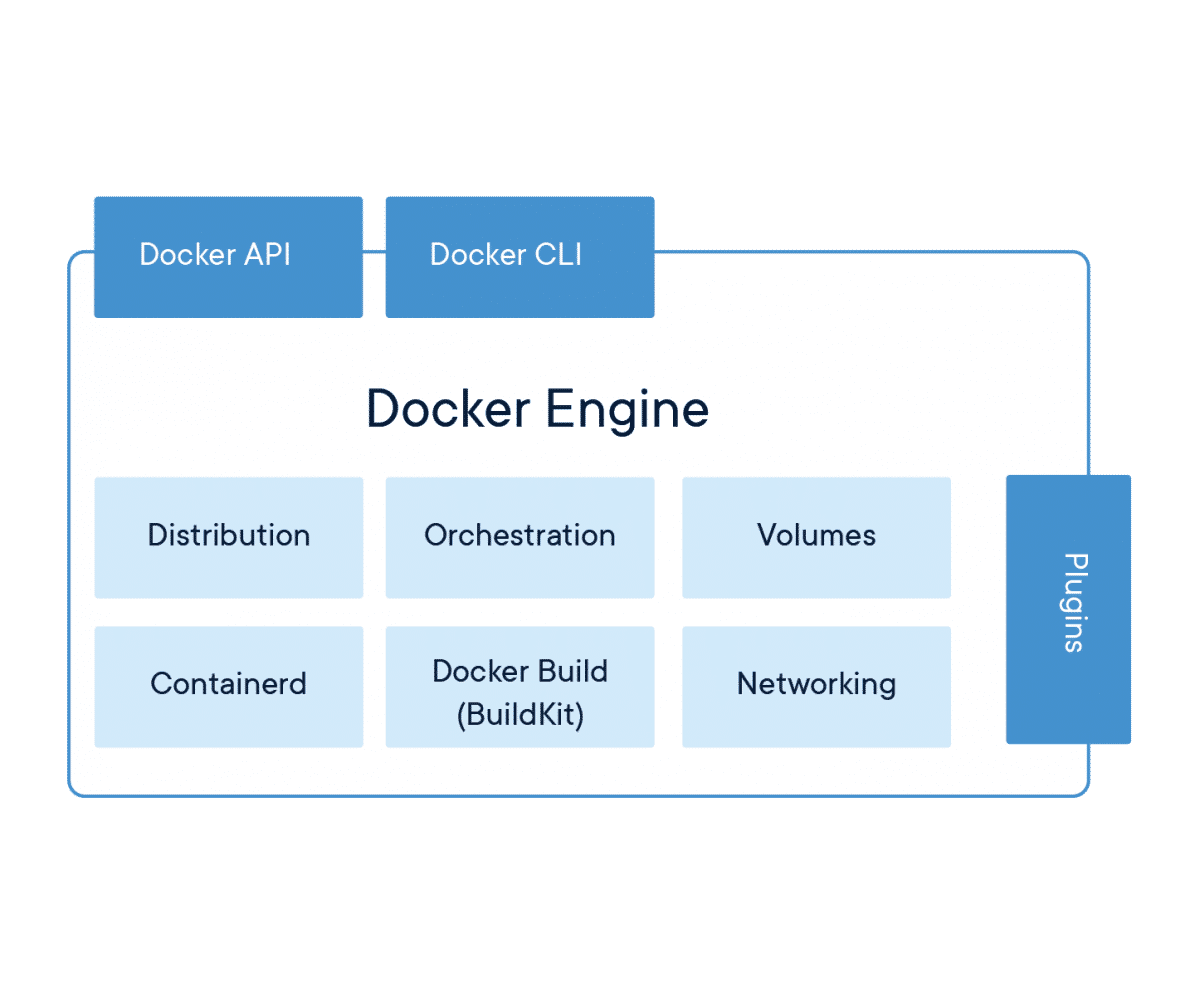 Docker API
Docker CLI
Docker Engine
Distribution
Orchestration
Volumes
Containerd
Docker Build
(BuildKit)
Networking
Plugins